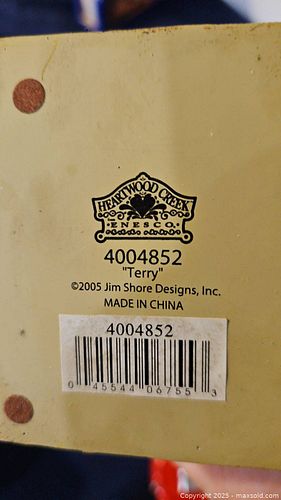 HEARTWOOD CREEK
ENESCO
4004852
"Terry"
©2005 Jim Shore Designs, Inc.
MADE IN CHINA
4004852
0 45544 06755 3
Copyright © 2025 - maxsold.com